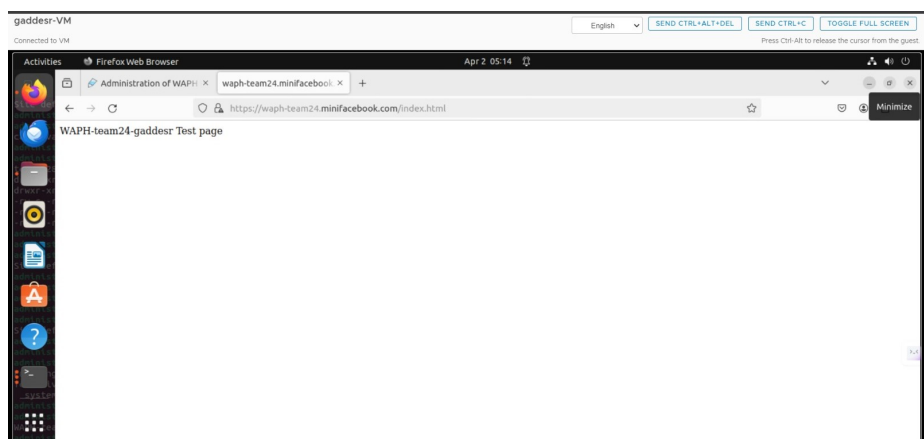 gaddesr-VM
English
SEND CTRL+ALT+DEL
SEND CTRL+C
TOGGLE FULL SCREEN
Connected to VM
Press Ctrl-Alt to release the cursor from the guest.
Activities
Firefox Web Browser
Apr 2 05:14
Administration of WAPH
waph-team24.minifacebook
https://waph-team24.minifacebook.com/index.html
Minimize
WAPH-team24-gaddesr Test page